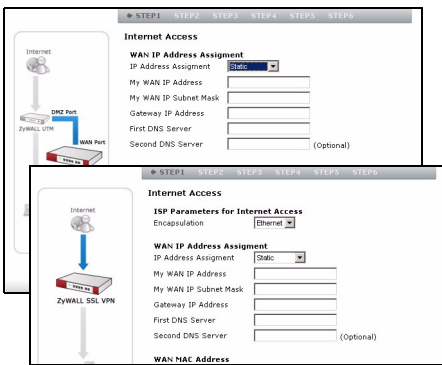 STEP1 STEP2 STEP3 STEP4 STEP5 STEP6
Internet Access
Internet
DMZ Port
ZyWALL UTM
WAN Port
WAN IP Address Assigment
IP Address Assigment Static
My WAN IP Address
My WAN IP Subnet Mask
Gateway IP Address
First DNS Server
Second DNS Server (Optional)
STEP1 STEP2 STEP3 STEP4 STEP5 STEP6
Internet Access
Internet
ZyWALL SSL VPN
ISP Parameters for Internet Access
Encapsulation Ethernet
WAN IP Address Assigment
IP Address Assigment Static
My WAN IP Address
My WAN IP Subnet Mask
Gateway IP Address
First DNS Server
Second DNS Server (Optional)
WAN MAC Address